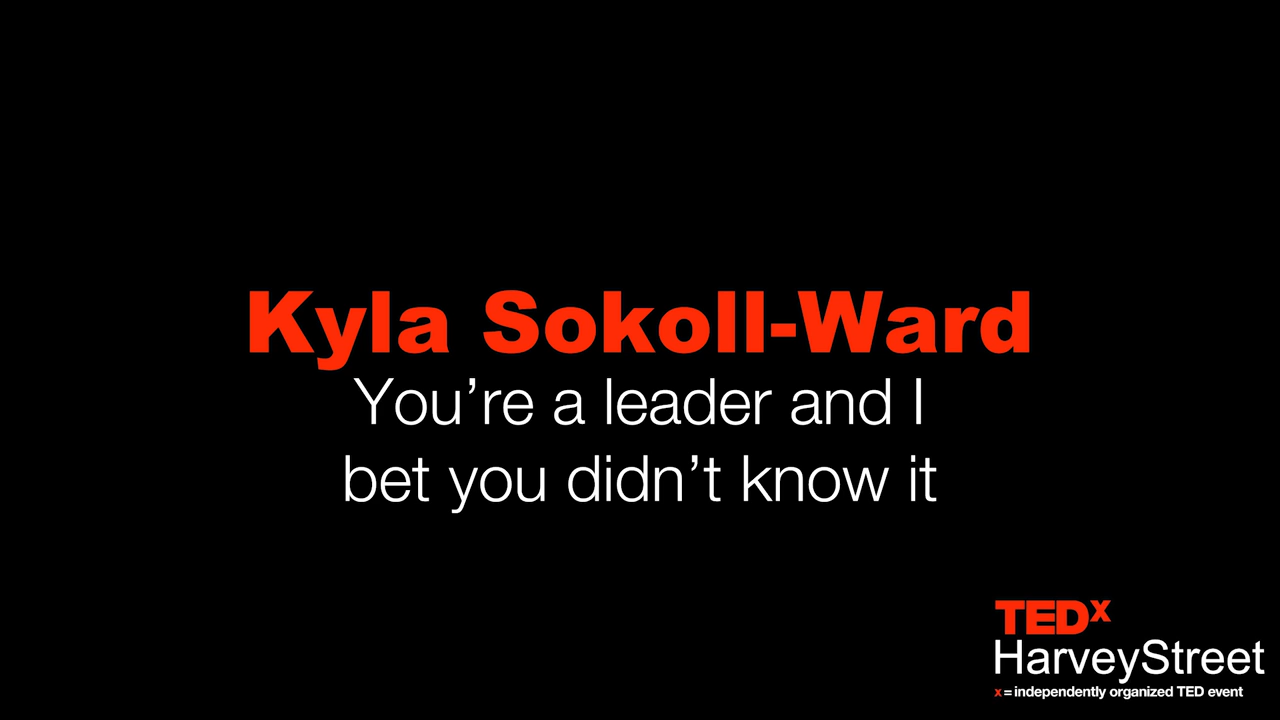 Kyla Sokoll-Ward
You’re a leader and I
bet you didn’t know it
TEDx
HarveyStreet
x = independently organized TED event